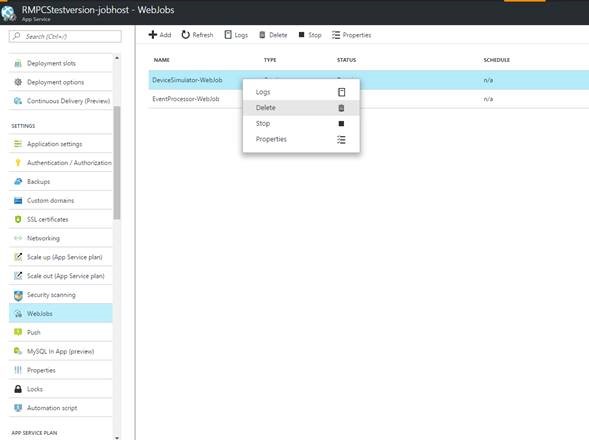 RMPCStestversion-jobhost - WebJobs
App Service
Search (Ctrl+/)
Add Refresh Logs Delete Stop Properties
Deployment slots
Deployment options
Continuous Delivery (Preview)
SETTINGS
Application settings
Authentication / Authorization
Backups
Custom domains
SSL certificates
Networking
Scale up (App Service plan)
Scale out (App Service plan)
Security scanning
WebJobs
Push
MySQL In App (preview)
Properties
Locks
Automation script
APP SERVICE PLAN
NAME TYPE STATUS SCHEDULE
DeviceSimulator-WebJob n/a
EventProcessor-WebJob n/a
Logs
Delete
Stop
Properties